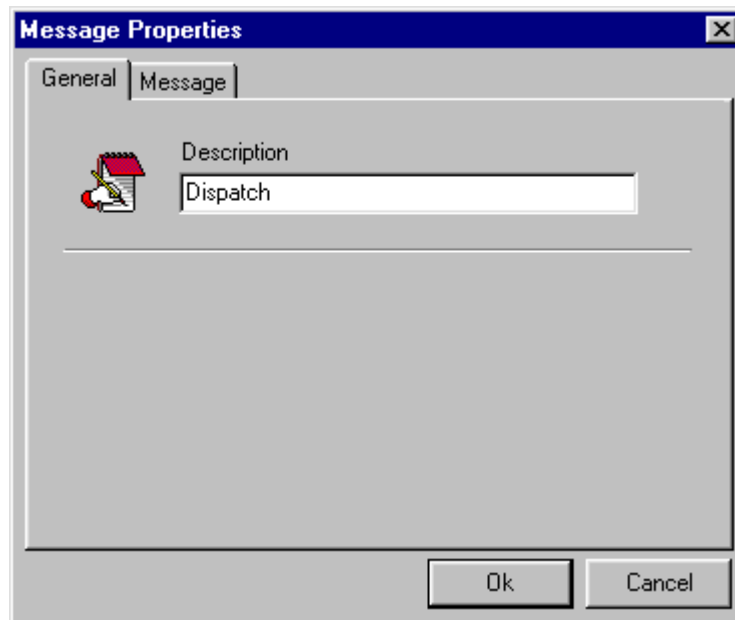 Message Properties
General Message
Description
Dispatch
Ok Cancel